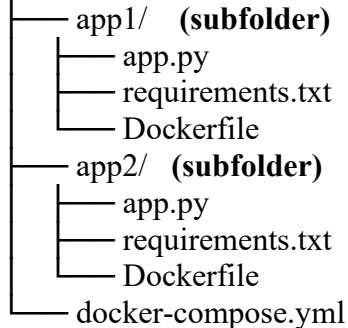 app1/ (subfolder)
app.py
requirements.txt
Dockerfile
app2/ (subfolder)
app.py
requirements.txt
Dockerfile
docker-compose.yml